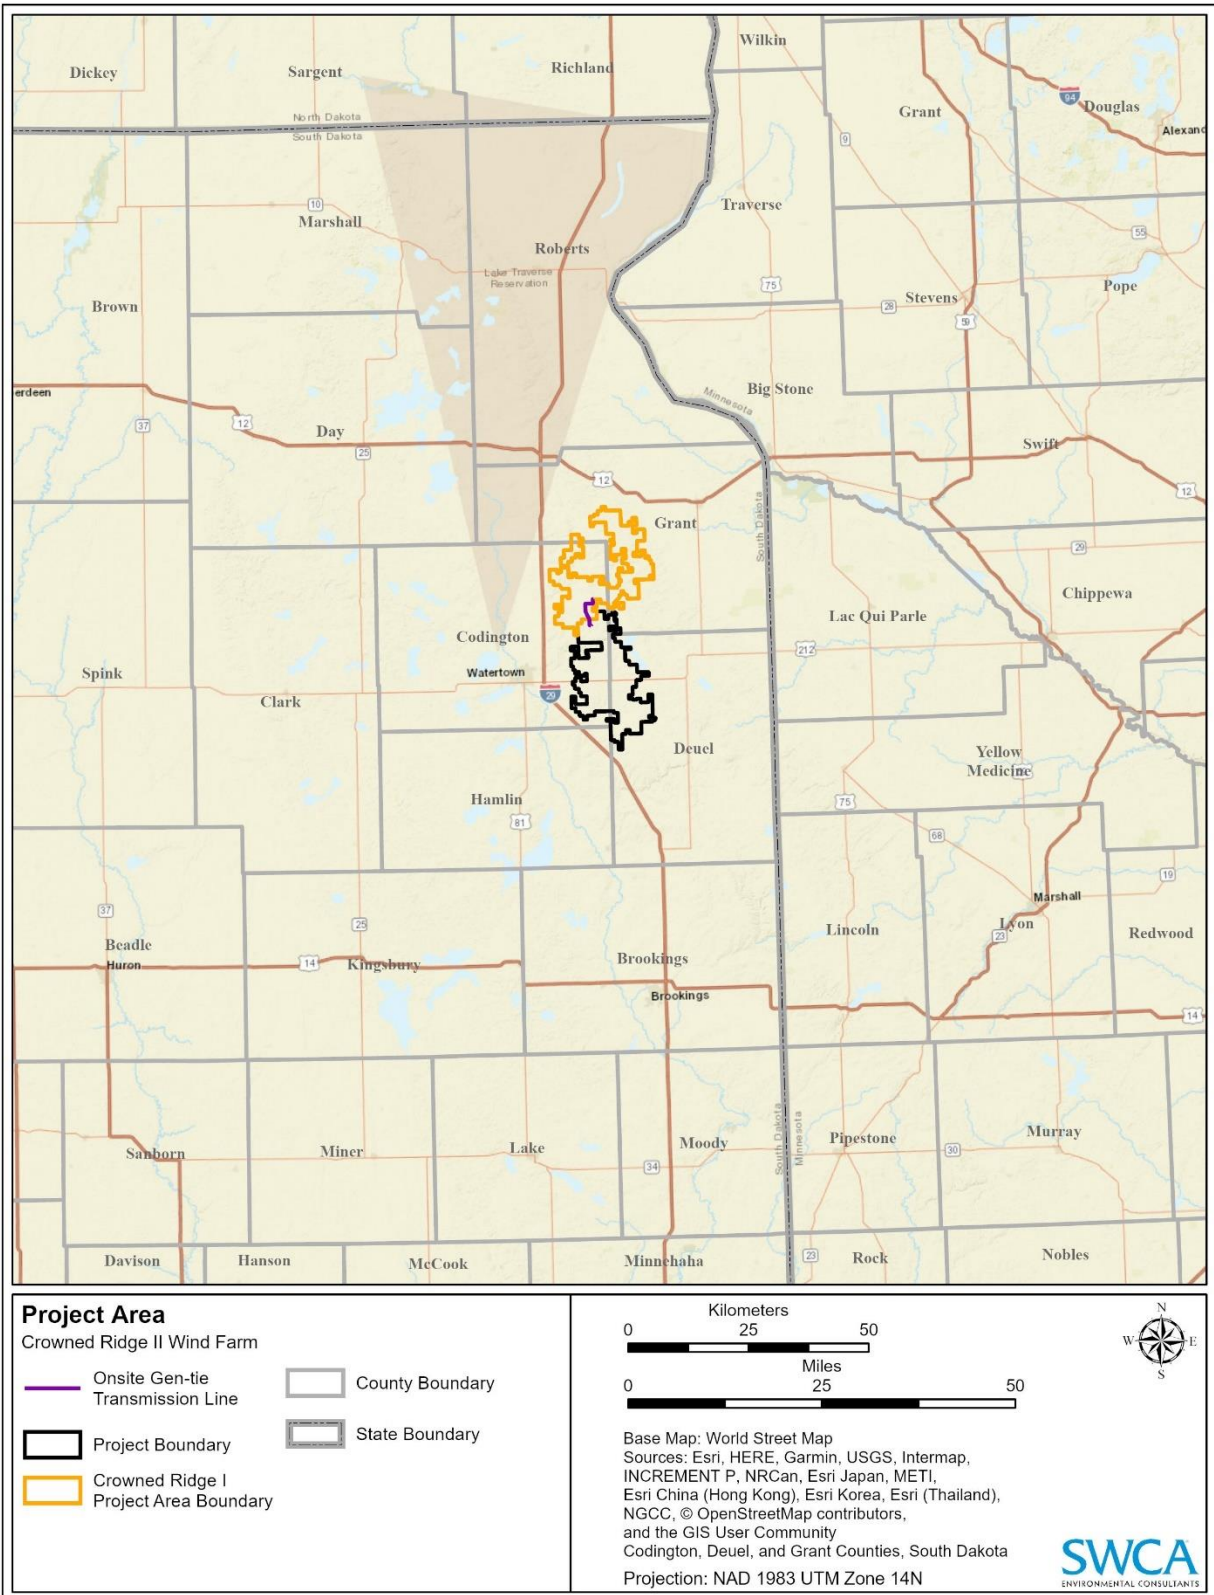 Wilkin
Dickey
Sargent
Richland
94
Douglas
Grant
North Dakota
South Dakota
Alexand
9
10
Marshall
Traverse
55
Roberts
Lake Traverse
Reservation
75
Pope
Brown
28
Stevens
59
erdeen
Big Stone
Minnesota
37
12
Day
25
Swift
12
12
South Dakota
Grant
29
Chippewa
Codington
Lac Qui Parle
212
Spink
Watertown
29
Clark
Deuel
Yellow
Medicine
Hamlin
81
75
68
19
Marshall
37
25
Lyon
23
Beadle
Huron
14
Kingsbury
Lincoln
Redwood
Brookings
Brookings
14
South Dakota
Minnesota
Sanborn
Miner
Lake
Moody
34
Pipestone
30
Murray
Davison
Hanson
McCook
Minnehaha
23
Rock
Nobles
Project Area
Crowned Ridge II Wind Farm
Onsite Gen-tie
Transmission Line
County Boundary
Project Boundary
State Boundary
Crowned Ridge I
Project Area Boundary
Kilometers
0 25 50
Miles
0 25 50
N
W E
S
Base Map: World Street Map
Sources: Esri, HERE, Garmin, USGS, Intermap,
INCREMENT P, NRCan, Esri Japan, METI,
Esri China (Hong Kong), Esri Korea, Esri (Thailand),
NGCC, © OpenStreetMap contributors,
and the GIS User Community
Codington, Deuel, and Grant Counties, South Dakota
Projection: NAD 1983 UTM Zone 14N
SWCA
ENVIRONMENTAL CONSULTANTS